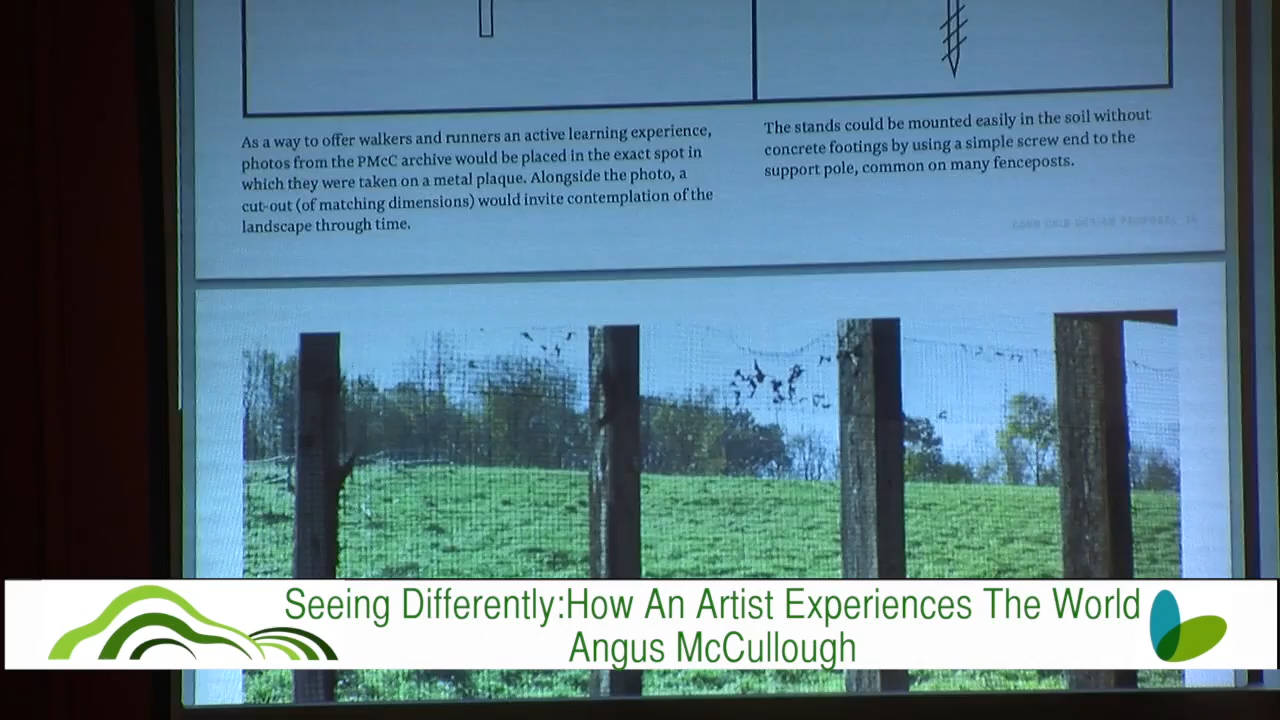 As a way to offer walkers and runners an active learning experience,
photos from the PMcC archive would be placed in the exact spot in
which they were taken on a metal plaque. Alongside the photo, a
cut-out (of matching dimensions) would invite contemplation of the
landscape through time.
The stands could be mounted easily in the soil without
concrete footings by using a simple screw end to the
support pole, common on many fenceposts.
DESIGN PROPOSAL
Seeing Differently:How An Artist Experiences The World
Angus McCullough